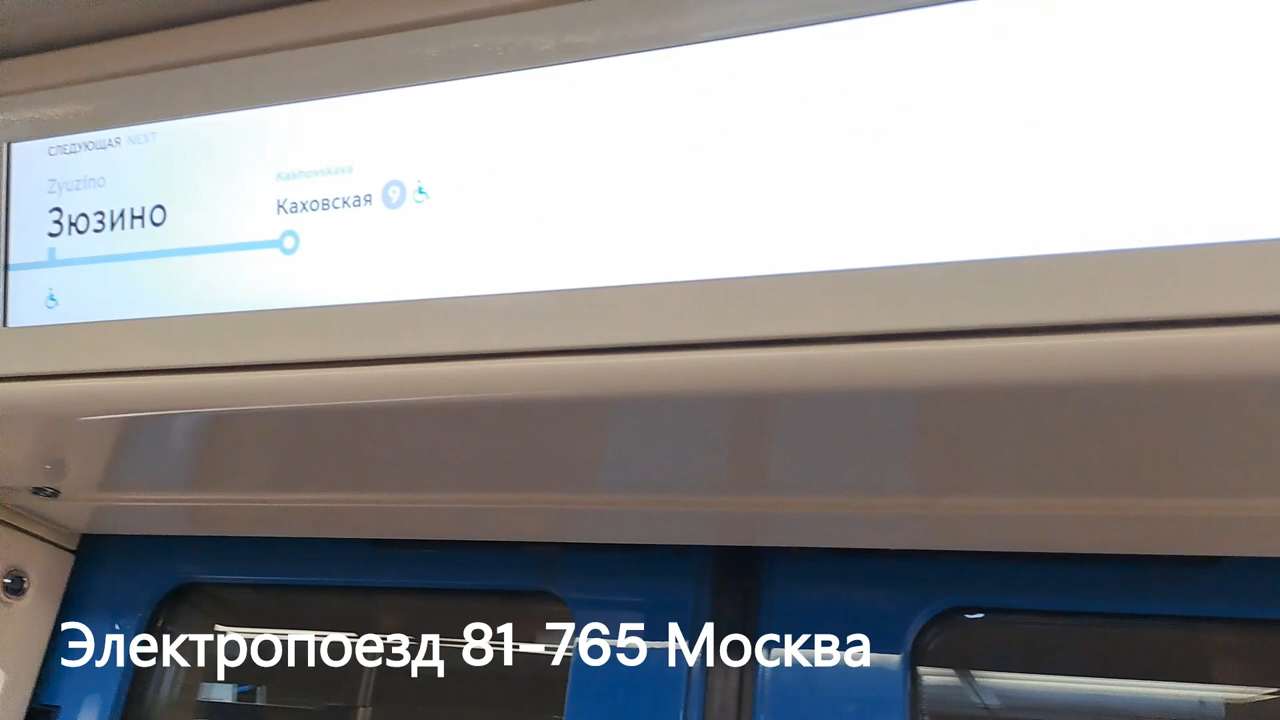 СЛЕДУЮЩАЯ NEXT
Zyuzino
Зюзино
Kakhovskaya
Каховская 9
Электропоезд 81 765 Москва